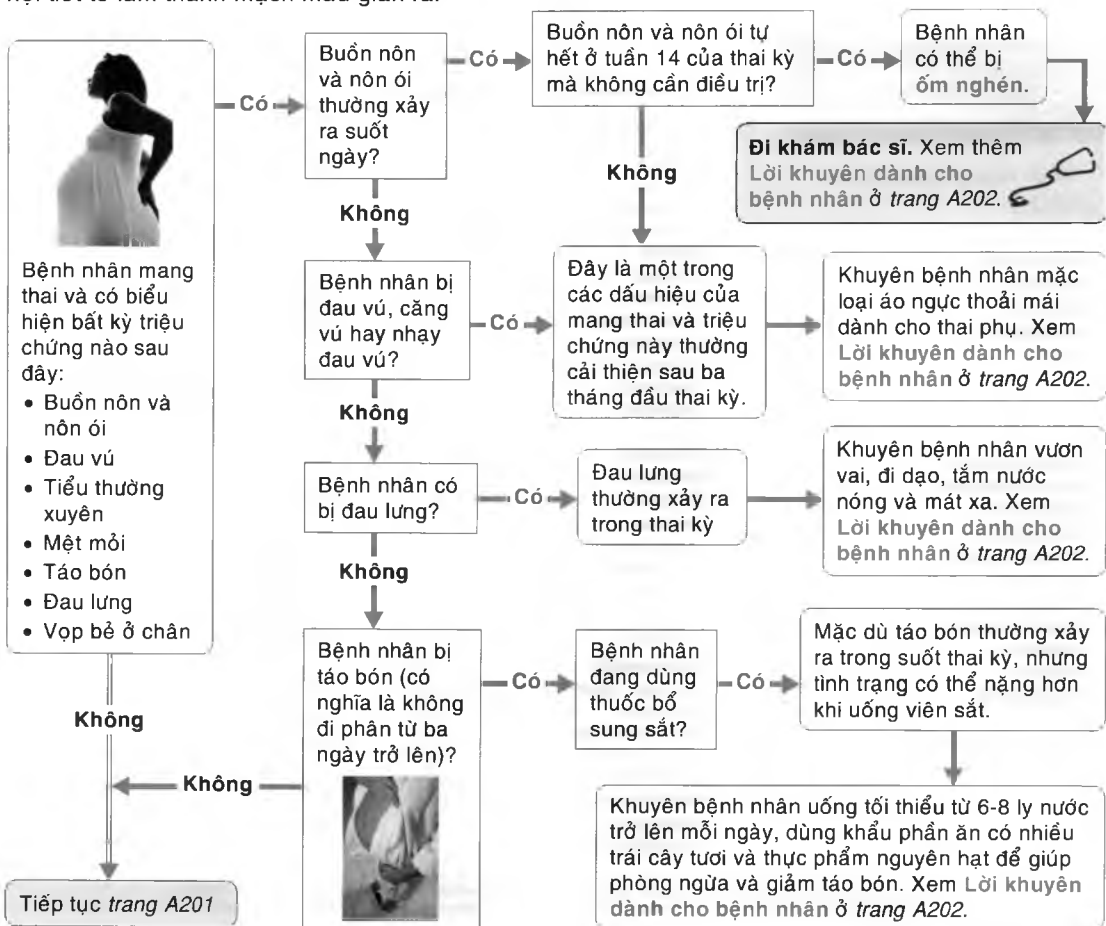 Buồn nôn
và nôn ói
thường xảy
ra suốt
ngày?
Có
Buồn nôn và nôn ói tự
hết ở tuần 14 của thai kỳ
mà không cần điều trị?
Có
Bệnh nhân
có thể bị
ốm nghén.
Có
Đi khám bác sĩ. Xem thêm
Lời khuyên dành cho
bệnh nhân ở trang A202.
Không
Không
Bệnh nhân mang
thai và có biểu
hiện bất kỳ triệu
chứng nào sau
đây:
• Buồn nôn và
nôn ói
• Đau vú
• Tiểu thường
xuyên
• Mệt mỏi
• Táo bón
• Đau lưng
• Vọp bẻ ở chân
Bệnh nhân bị
đau vú, căng
vú hay nhạy
đau vú?
Có
Đây là một trong
các dấu hiệu của
mang thai và triệu
chứng này thường
cải thiện sau ba
tháng đầu thai kỳ.
Khuyên bệnh nhân mặc
loại áo ngực thoải mái
dành cho thai phụ. Xem
Lời khuyên dành cho
bệnh nhân ở trang A202.
Không
Bệnh nhân có
bị đau lưng?
Có
Đau lưng
thường xảy ra
trong thai kỳ
Khuyên bệnh nhân vươn
vai, đi dạo, tắm nước
nóng và mát xa. Xem
Lời khuyên dành cho
bệnh nhân ở trang A202.
Không
Bệnh nhân bị
táo bón (có
nghĩa là không
đi phân từ ba
ngày trở lên)?
Có
Bệnh nhân
đang dùng
thuốc bổ
sung sắt?
Có
Mặc dù táo bón thường xảy
ra trong suốt thai kỳ, nhưng
tình trạng có thể nặng hơn
khi uống viên sắt.
Không
Không
Khuyên bệnh nhân uống tối thiểu từ 6-8 ly nước
trở lên mỗi ngày, dùng khẩu phần ăn có nhiều
trái cây tươi và thực phẩm nguyên hạt để giúp
phòng ngừa và giảm táo bón. Xem Lời khuyên
dành cho bệnh nhân ở trang A202.
Tiếp tục trang A201